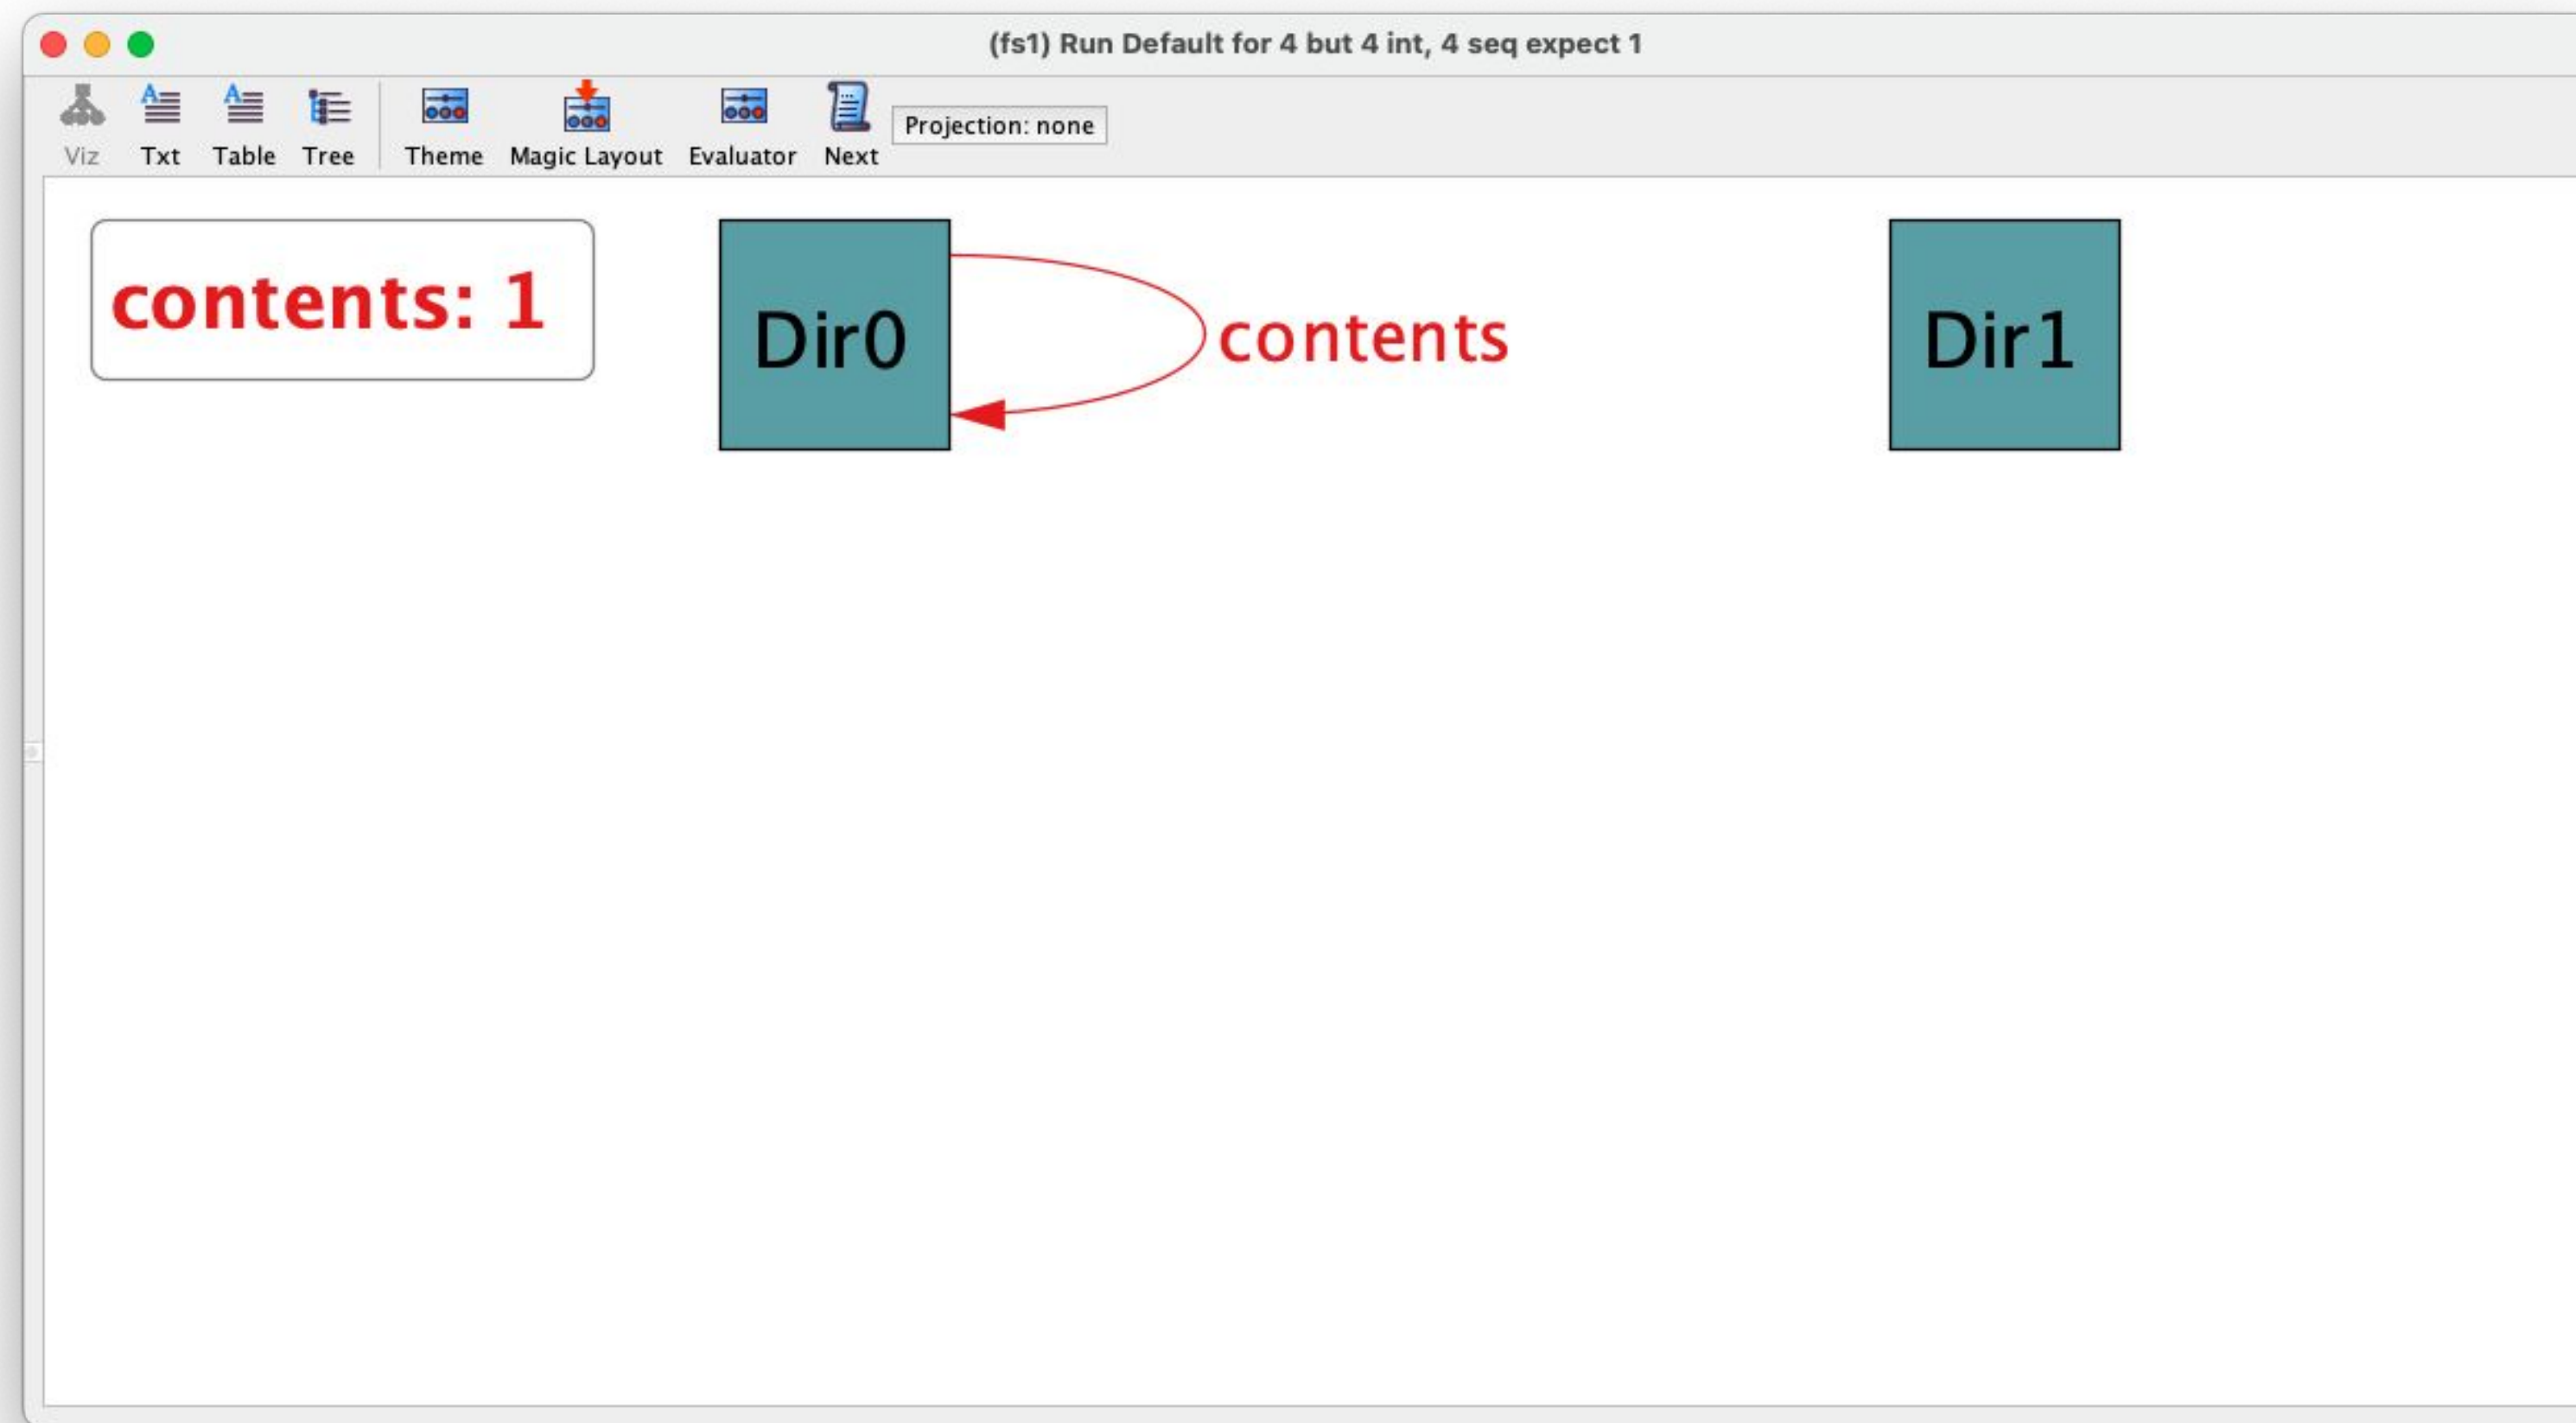 (fs1) Run Default for 4 but 4 int, 4 seq expect 1
Viz Txt Table Tree Theme Magic Layout Evaluator Next Projection: none
contents: 1
Dir0 contents Dir1